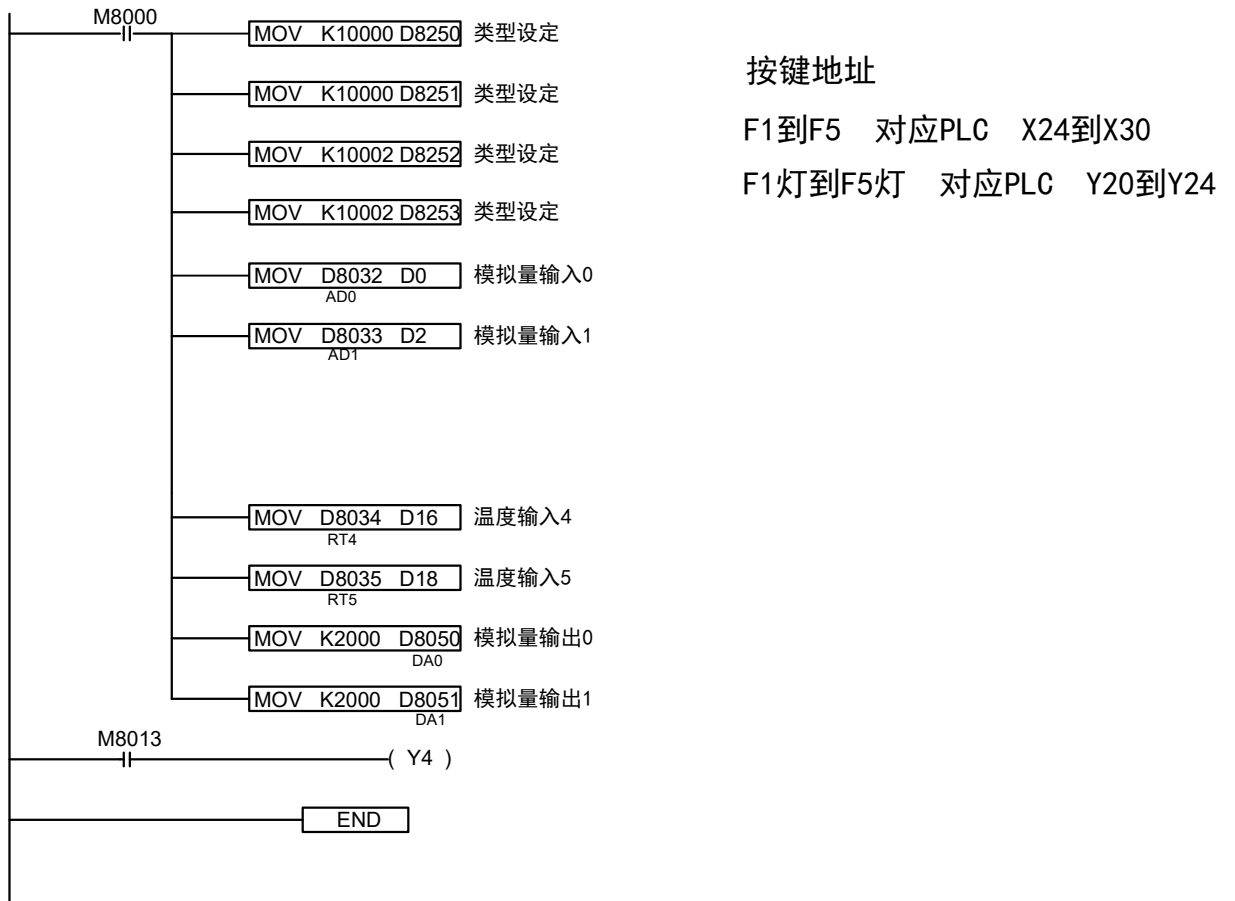 M8000
MOV K10000 D8250 类型设定
MOV K10000 D8251 类型设定
MOV K10002 D8252 类型设定
MOV K10002 D8253 类型设定
MOV D8032 D0 模拟量输入0
AD0
MOV D8033 D2 模拟量输入1
AD1
MOV D8034 D16 温度输入4
RT4
MOV D8035 D18 温度输入5
RT5
MOV K2000 D8050 模拟量输出0
DA0
MOV K2000 D8051 模拟量输出1
DA1
M8013
( Y4 )
END
按键地址
F1到F5 对应PLC X24到X30
F1灯到F5灯 对应PLC Y20到Y24